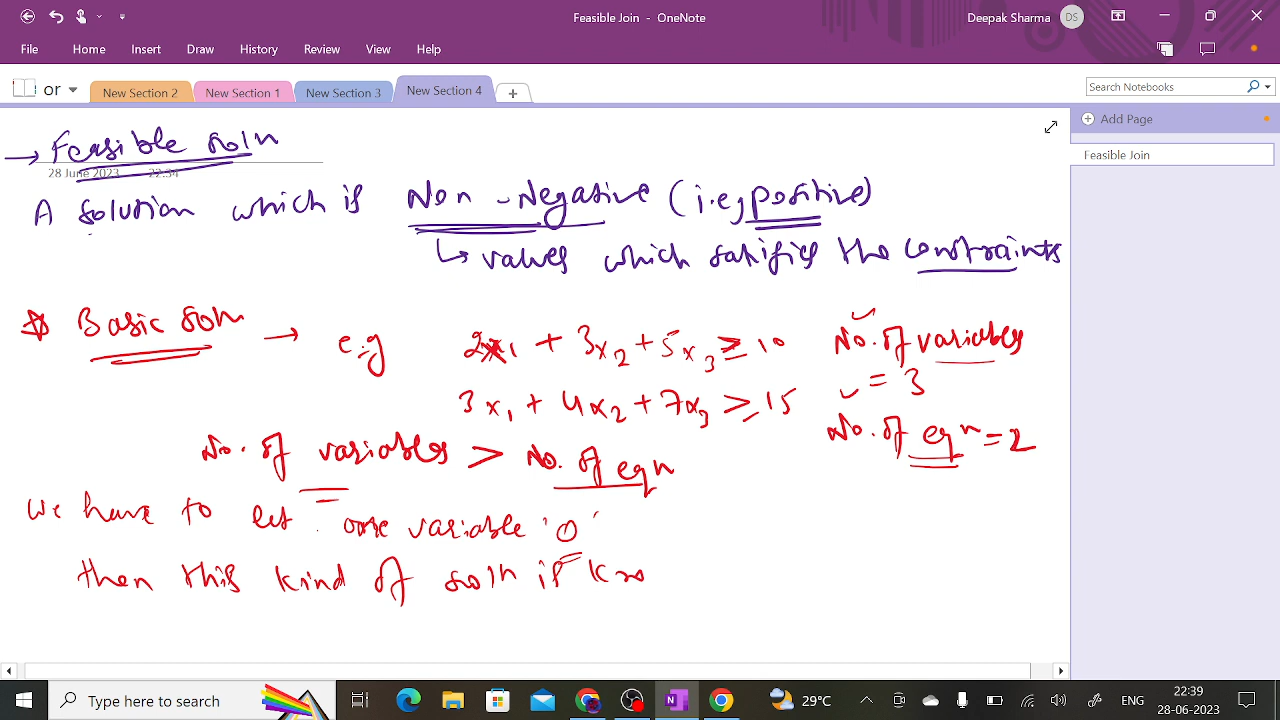 Feasible Join - OneNote
Deepak Sharma DS
File Home Insert Draw History Review View Help
or New Section 2 New Section 1 New Section 3 New Section 4 +
Search Notebooks
Add Page
Feasible Join
→ Feasible soln
28 June 2023 22:34
A solution which is Non-Negative (i.e, positive)
↳ values which satisfies the constraints
Basic soln → e.g 2x1 + 3x2 + 5x3 ≥ 10 No. of variables
= 3
3x1 + 4x2 + 7x3 ≥ 15
No. of eqn = 2
No. of variables > No. of eqn
We have to let one variable '0'
then this kind of soln is kno
Type here to search
29°C
ENG
22:39
28-06-2023